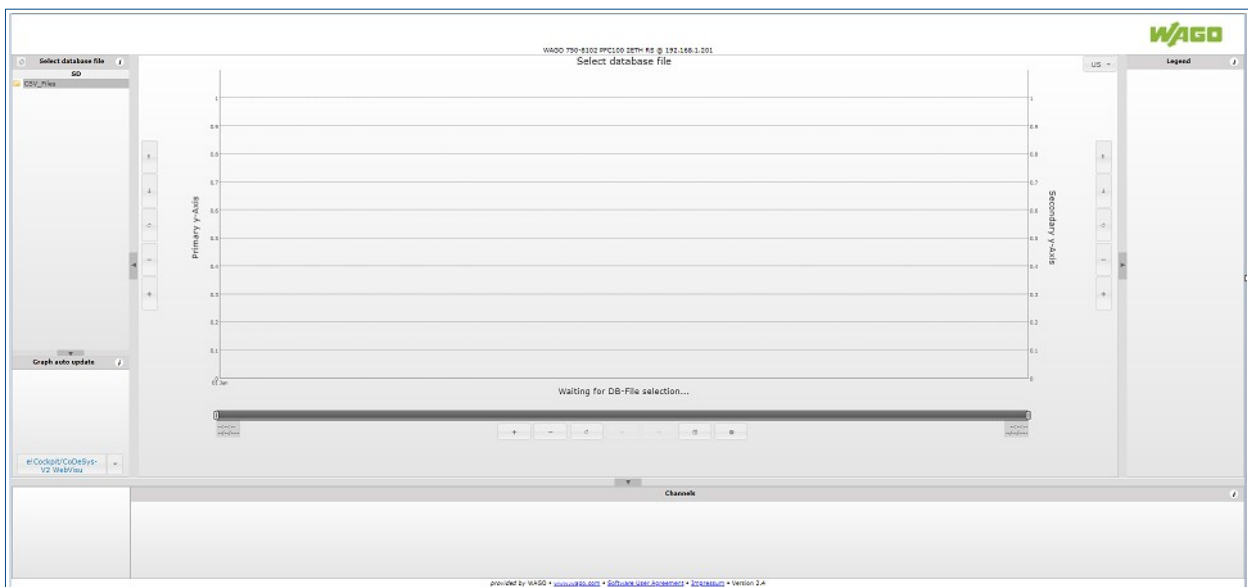 WAGO
WAGO 750-8102 PFC100 2ETH RS @ 192.168.1.201
Select database file i
SD
CSV_Files
Select database file
US
Legend i
Primary y-Axis
1
0.9
0.8
0.7
0.6
0.5
0.4
0.3
0.2
0.1
0
01 Jan
1
0.9
0.8
0.7
0.6
0.5
0.4
0.3
0.2
0.1
0
Secondary y-Axis
Waiting for DB-File selection...
Graph auto update i
e!Cockpit/CoDeSys-
V2 WebVisu
Channels i
provided by WAGO • www.wago.com • Software User Agreement • Impressum • Version 2.4